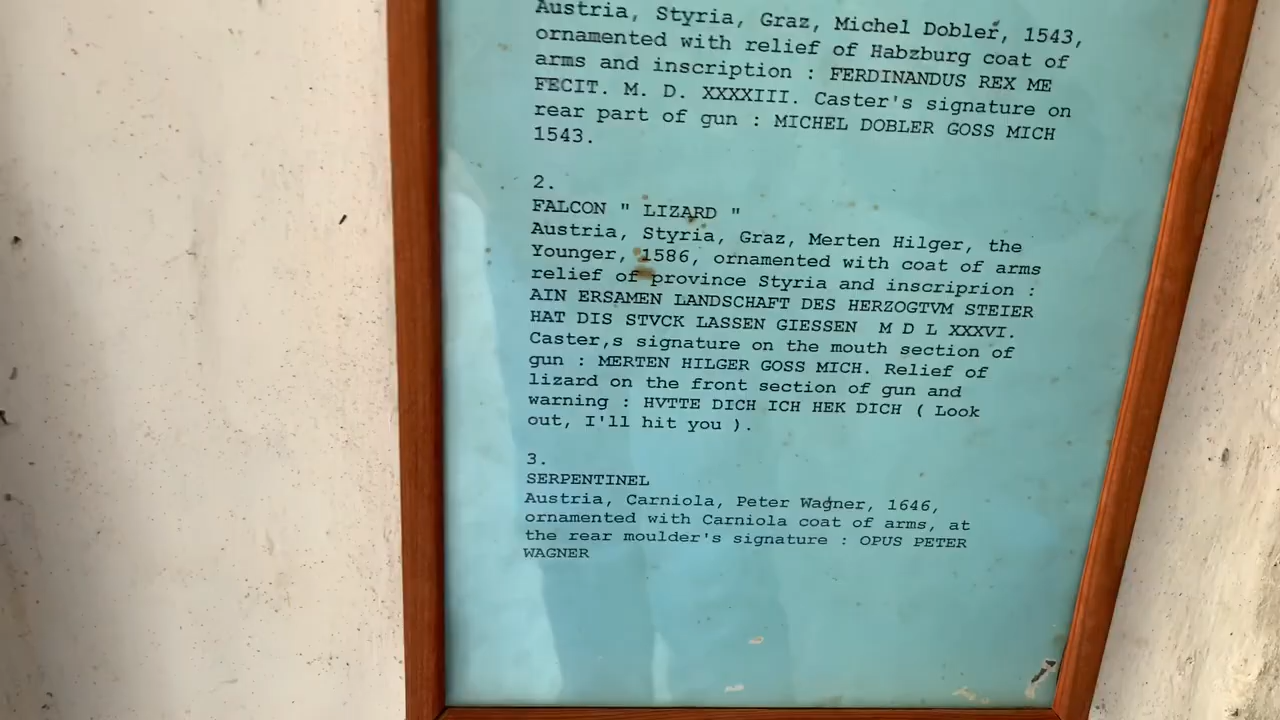 Austria, Styria, Graz, Michel Dobler, 1543,
ornamented with relief of Habzburg coat of
arms and inscription : FERDINANDUS REX ME
FECIT. M. D. XXXXIII. Caster's signature on
rear part of gun : MICHEL DOBLER GOSS MICH
1543.
2.
FALCON " LIZARD "
Austria, Styria, Graz, Merten Hilger, the
Younger, 1586, ornamented with coat of arms
relief of province Styria and inscriprion :
AIN ERSAMEN LANDSCHAFT DES HERZOGTVM STEIER
HAT DIS STVCK LASSEN GIESSEN  M D L XXXVI.
Caster,s signature on the mouth section of
gun : MERTEN HILGER GOSS MICH. Relief of
lizard on the front section of gun and
warning : HVTTE DICH ICH HEK DICH ( Look
out, I'll hit you ).
3.
SERPENTINEL
Austria, Carniola, Peter Wagner, 1646,
ornamented with Carniola coat of arms, at
the rear moulder's signature : OPUS PETER
WAGNER